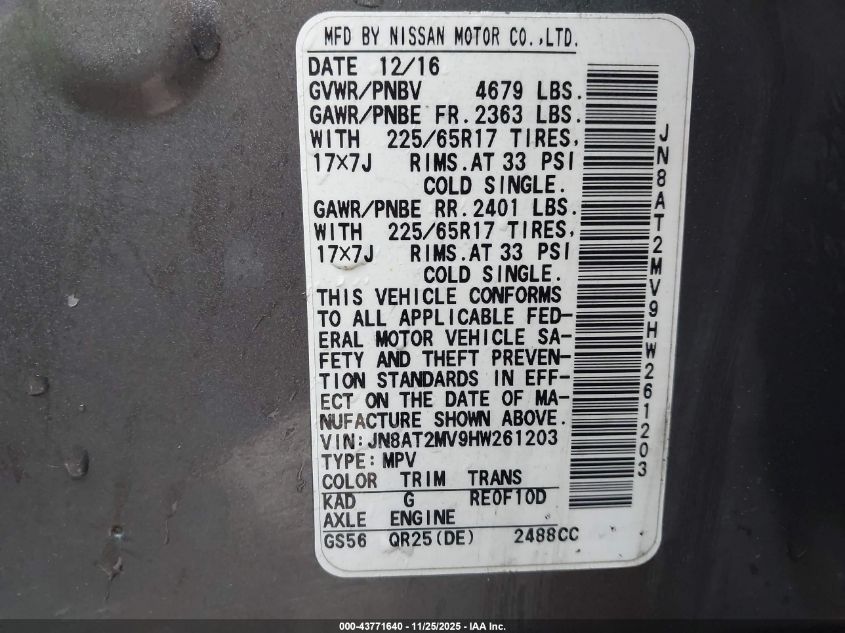 MFD BY NISSAN MOTOR CO.,LTD.
DATE 12/16
GVWR/PNBV 4679 LBS.
GAWR/PNBE FR.2363 LBS.
WITH 225/65R17 TIRES,
17×7J RIMS.AT 33 PSI
COLD SINGLE.
GAWR/PNBE RR.2401 LBS.
WITH 225/65R17 TIRES,
17×7J RIMS.AT 33 PSI
COLD SINGLE.
THIS VEHICLE CONFORMS
TO ALL APPLICABLE FED-
ERAL MOTOR VEHICLE SA-
FETY AND THEFT PREVEN-
TION STANDARDS IN EFF-
ECT ON THE DATE OF MA-
NUFACTURE SHOWN ABOVE.
VIN:JN8AT2MV9HW261203
TYPE:MPV
COLOR TRIM TRANS
KAD G RE0F10D
AXLE ENGINE
GS56 QR25(DE) 2488CC
JN8AT2MV9HW261203
000-43771640 - 11/25/2025 - IAA Inc.